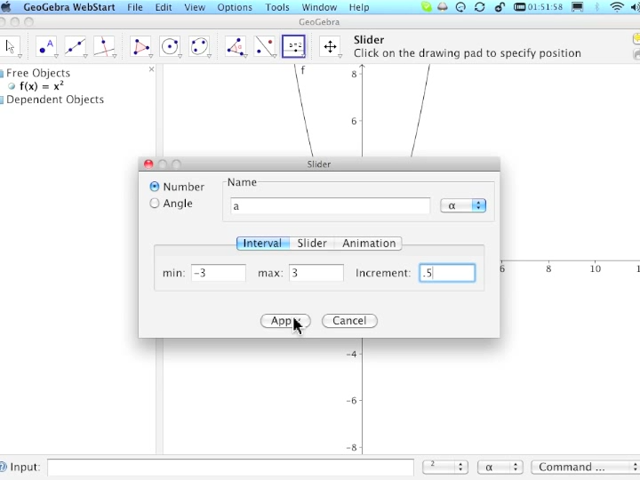 GeoGebra WebStart File Edit View Options Tools Window Help 01:51:58
GeoGebra
Slider
Click on the drawing pad to specify position
Free Objects
f(x) = x²
Dependent Objects
f
8
6
Slider
Number
Angle
Name
a
α
Interval Slider Animation
min: -3 max: 3 Increment: .5
Cancel
6 8 10
-4
-6
-8
Input: 2 α Command ...